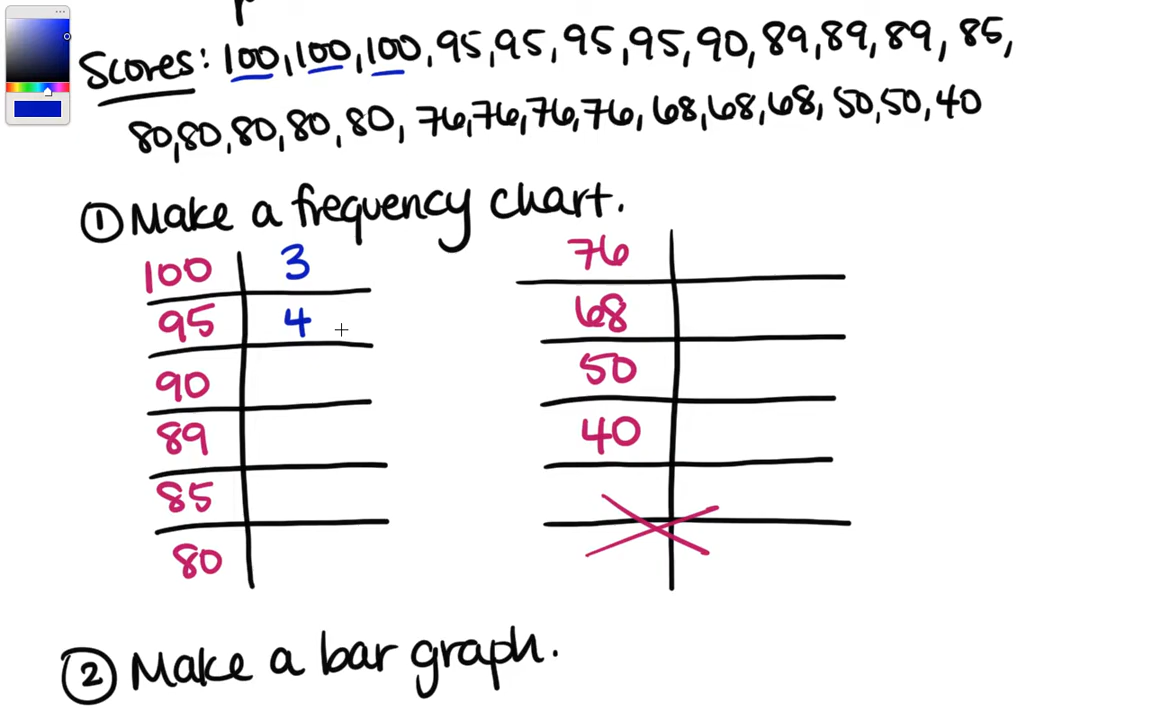 Scores: 100, 100, 100, 95, 95, 95, 95, 90, 89, 89, 89, 85,
80, 80, 80, 80, 80, 76, 76, 76, 76, 68, 68, 68, 50, 50, 40
① Make a frequency chart.
100 3
95 4
90
89
85
80
76
68
50
40
② Make a bar graph.